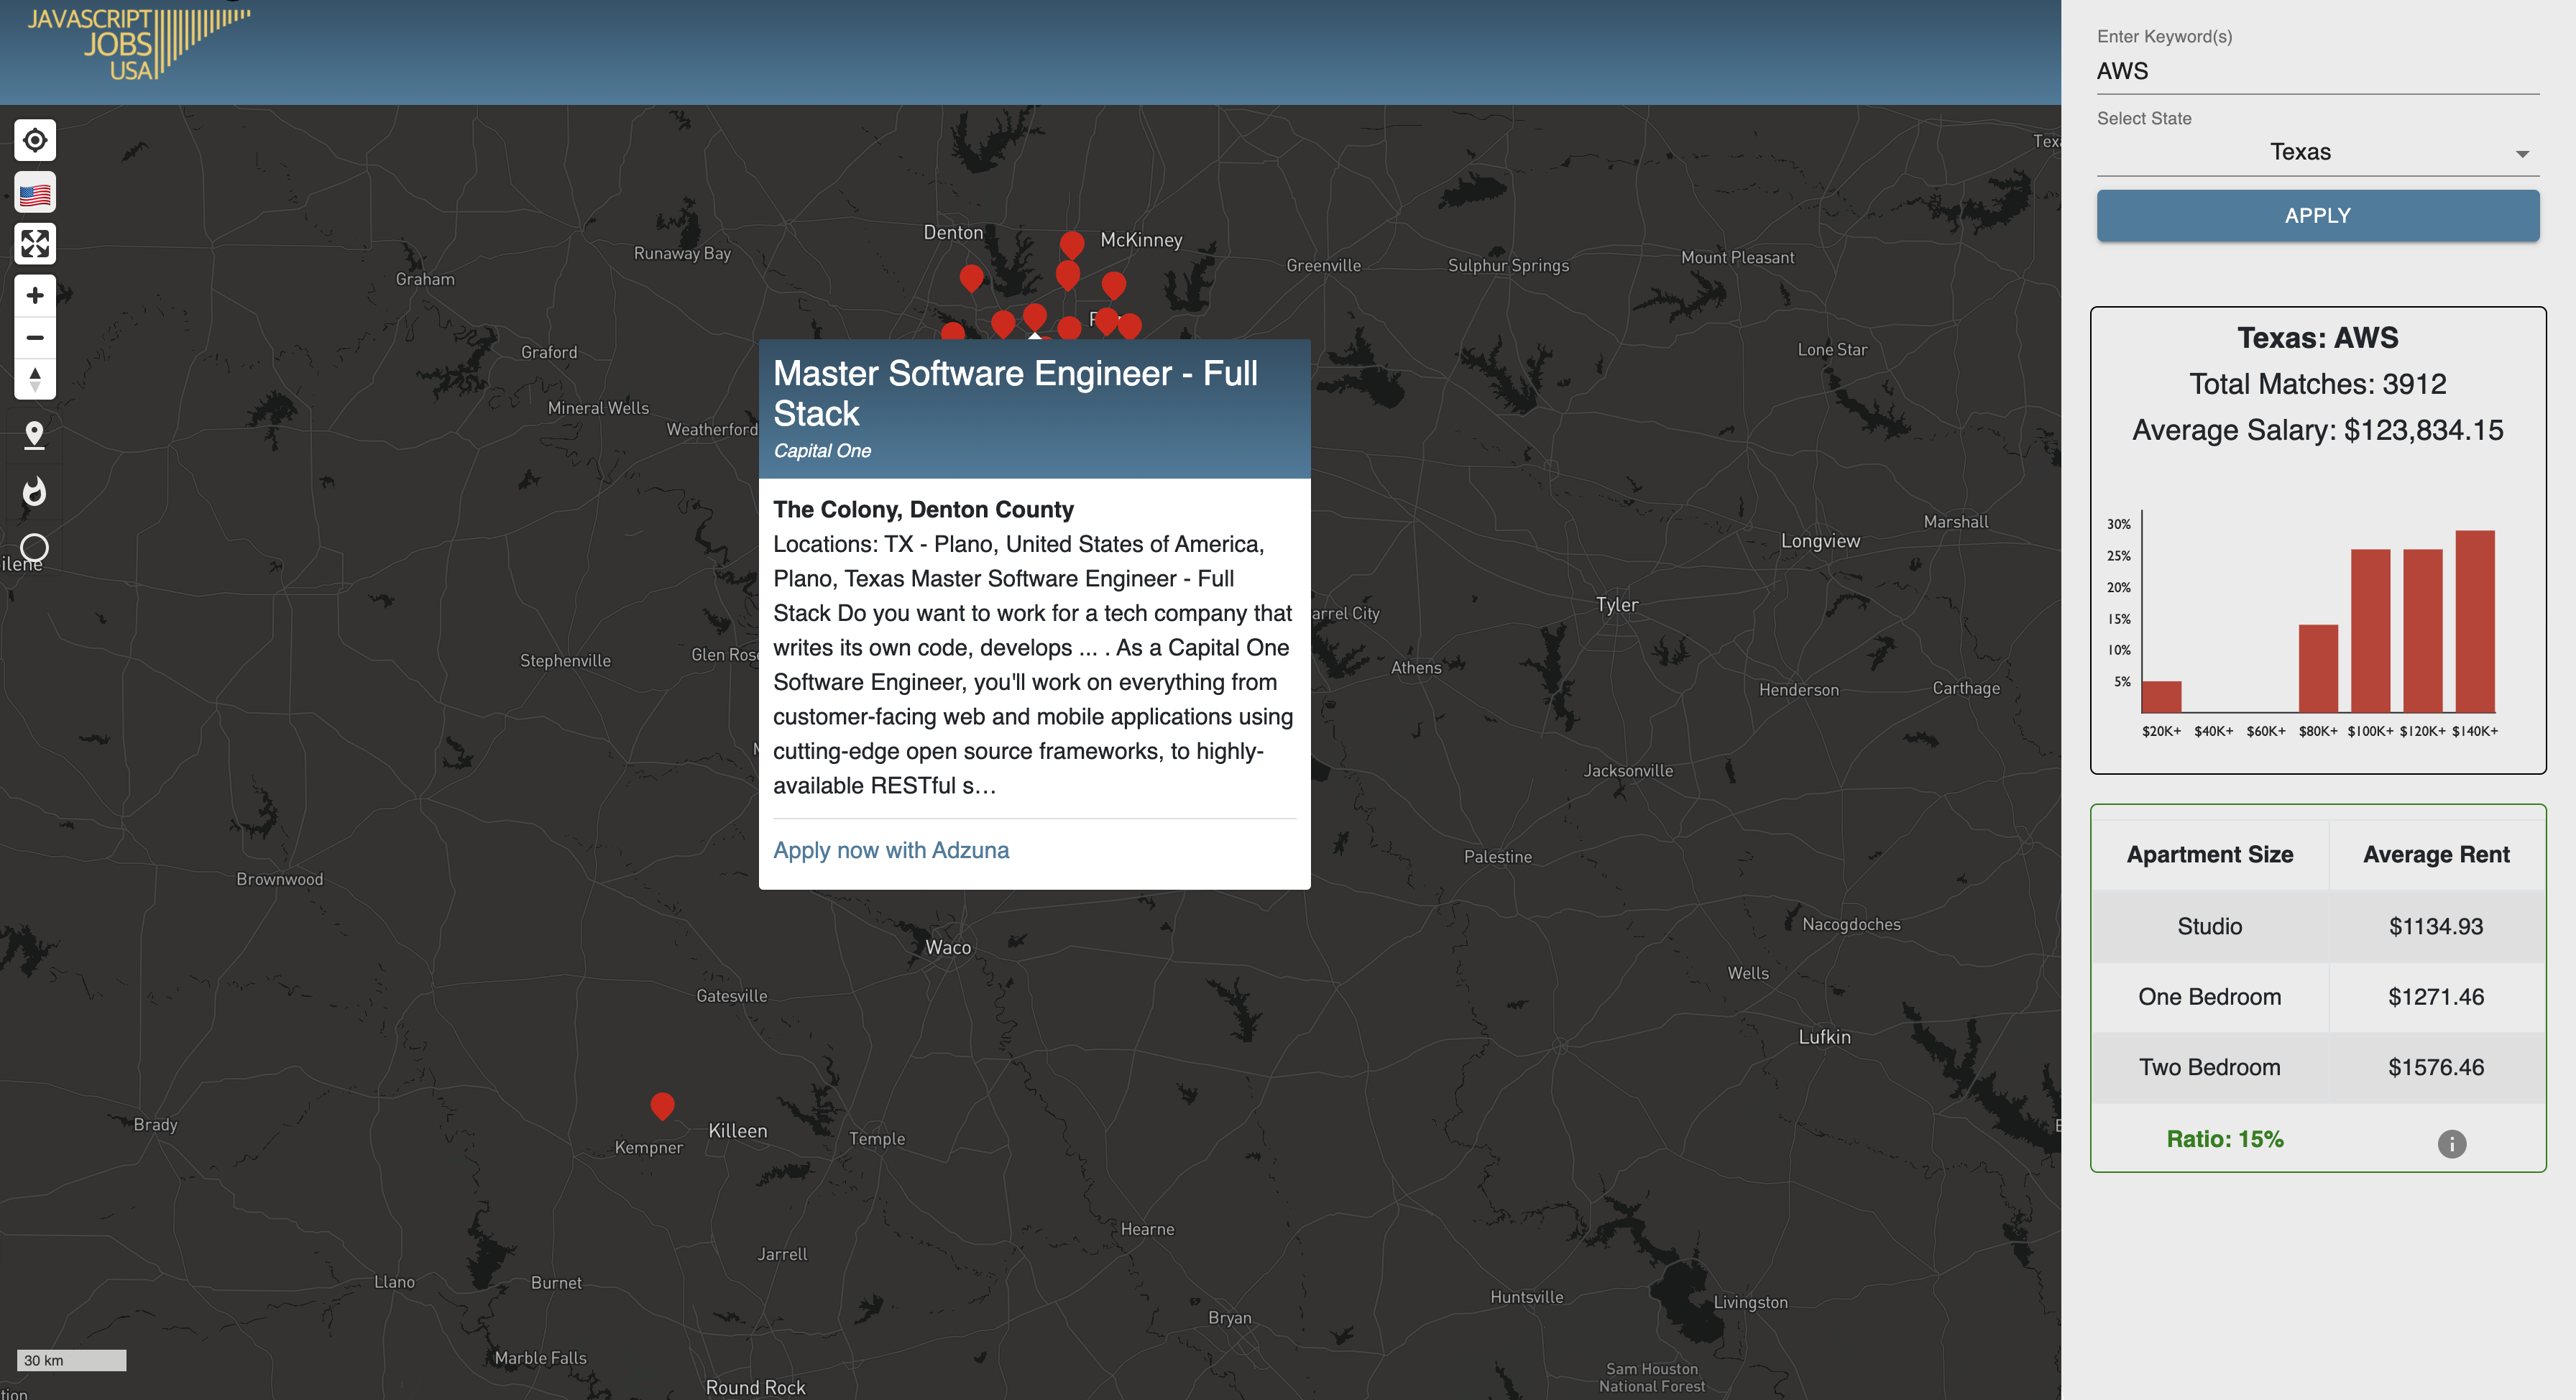 JAVASCRIPT
JOBS
USA
Enter Keyword(s)
AWS
Select State
Texas
APPLY
Texas: AWS
Total Matches: 3912
Average Salary: $123,834.15
30%
25%
20%
15%
10%
5%
$20K+ $40K+ $60K+ $80K+ $100K+ $120K+ $140K+
Apartment Size Average Rent
Studio $1134.93
One Bedroom $1271.46
Two Bedroom $1576.46
Ratio: 15%
Denton
McKinney
Runaway Bay
Graham
Greenville
Sulphur Springs
Mount Pleasant
Graford
Lone Star
Mineral Wells
Weatherford
Master Software Engineer - Full
Stack
Capital One
The Colony, Denton County
Locations: TX - Plano, United States of America,
Plano, Texas Master Software Engineer - Full
Stack Do you want to work for a tech company that
writes its own code, develops ... . As a Capital One
Software Engineer, you'll work on everything from
customer-facing web and mobile applications using
cutting-edge open source frameworks, to highly-
available RESTful s…
Apply now with Adzuna
Marshall
Longview
ilene
Tyler
arrel City
Stephenville
Glen Ros
Athens
Henderson
Carthage
Jacksonville
Palestine
Brownwood
Nacogdoches
Waco
Wells
Gatesville
Lufkin
Brady
Killeen
Kempner
Temple
Hearne
Jarrell
Llano
Burnet
Huntsville
Livingston
Bryan
30 km
Marble Falls
Sam Houston
National Forest
Round Rock
tion